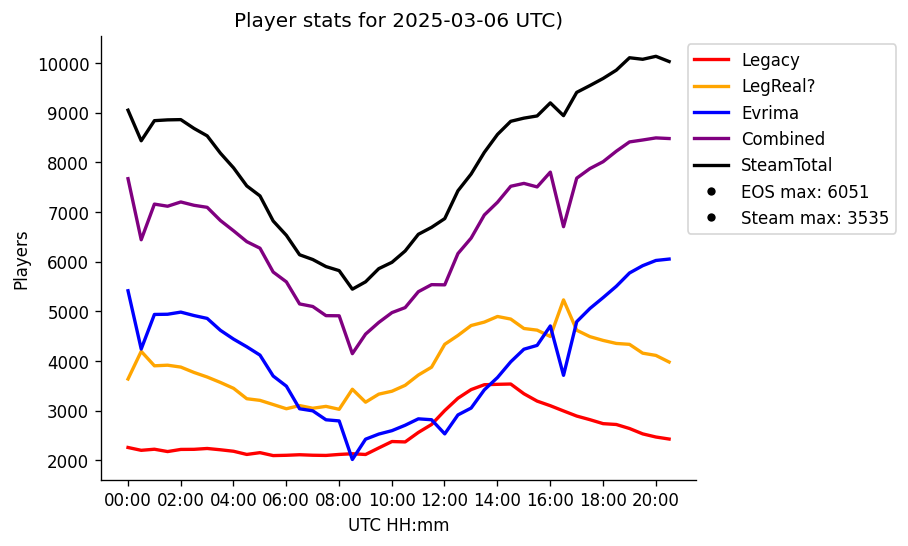 Player stats for 2025-03-06 UTC)
Players
10000
9000
8000
7000
6000
5000
4000
3000
2000
00:00 02:00 04:00 06:00 08:00 10:00 12:00 14:00 16:00 18:00 20:00
UTC HH:mm
Legacy
LegReal?
Evrima
Combined
SteamTotal
EOS max: 6051
Steam max: 3535